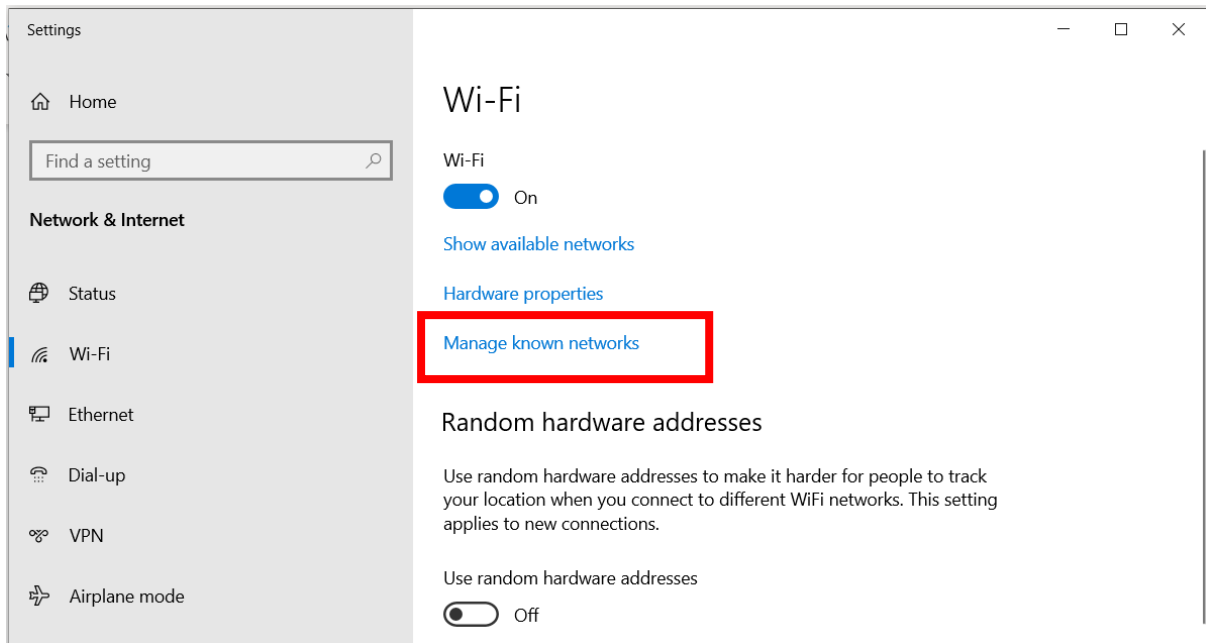 Settings
Home
Find a setting
Network & Internet
Status
Wi-Fi
Ethernet
Dial-up
VPN
Airplane mode
Wi-Fi
Wi-Fi
On
Show available networks
Hardware properties
Manage known networks
Random hardware addresses
Use random hardware addresses to make it harder for people to track
your location when you connect to different WiFi networks. This setting
applies to new connections.
Use random hardware addresses
Off